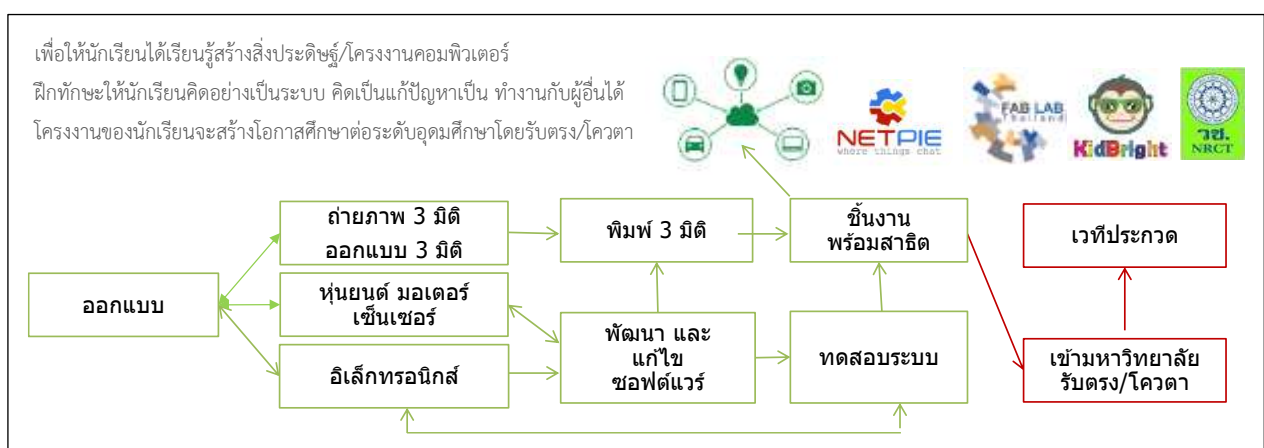 เพื่อให้นักเรียนได้เรียนรู้สร้างสิ่งประดิษฐ์/โครงงานคอมพิวเตอร์
ฝึกทักษะให้นักเรียนคิดอย่างเป็นระบบ คิดเป็นแก้ปัญหาเป็น ทำงานกับผู้อื่นได้
โครงงานของนักเรียนจะสร้างโอกาสศึกษาต่อระดับอุดมศึกษาโดยรับตรง/โควตา
NETPIE
where things chat
FAB LAB
Thailand
KidBright
วช.
NRCT
ออกแบบ
ถ่ายภาพ 3 มิติ
ออกแบบ 3 มิติ
หุ่นยนต์ มอเตอร์
เซ็นเซอร์
อิเล็กทรอนิกส์
พิมพ์ 3 มิติ
พัฒนา และ
แก้ไข
ซอฟต์แวร์
ชิ้นงาน
พร้อมสาธิต
ทดสอบระบบ
เวทีประกวด
เข้ามหาวิทยาลัย
รับตรง/โควตา